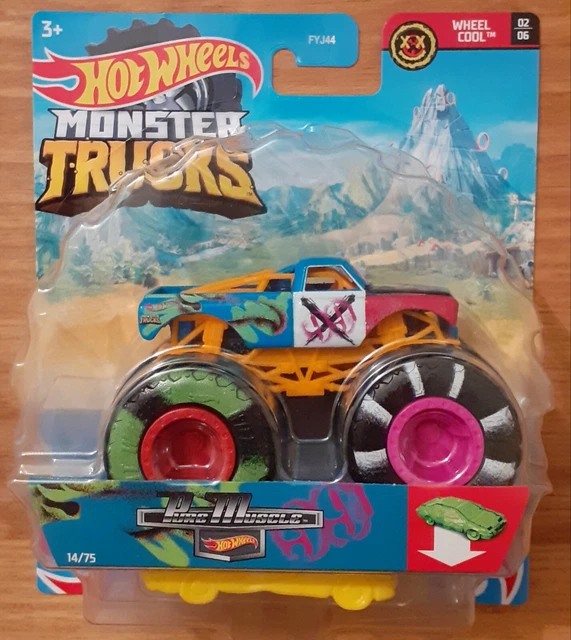 3+
FYJ44
WHEEL
COOL™
02
06
HOT WHEELS
MONSTER
TRUCKS
PURE MUSCLE
HOT WHEELS
14/75